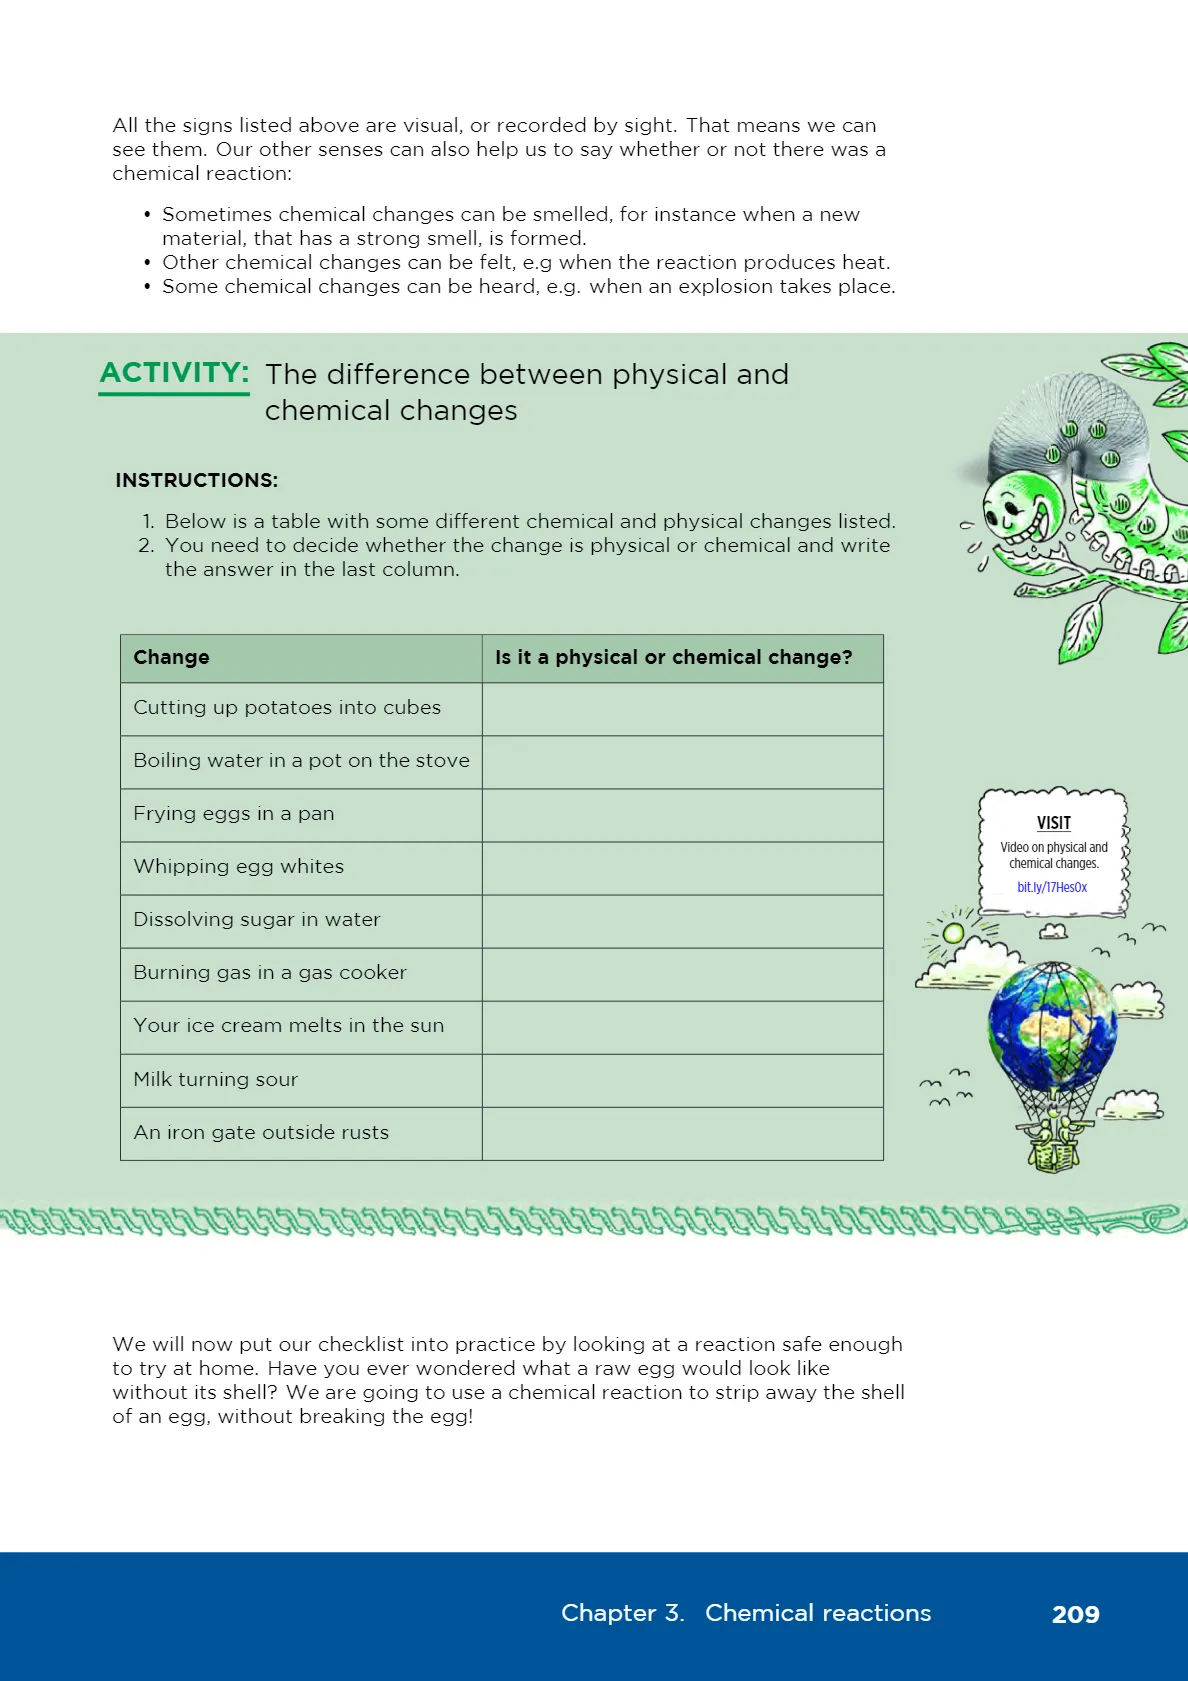 All the signs listed above are visual, or recorded by sight. That means we can
see them. Our other senses can also help us to say whether or not there was a
chemical reaction:
• Sometimes chemical changes can be smelled, for instance when a new
material, that has a strong smell, is formed.
• Other chemical changes can be felt, e.g when the reaction produces heat.
• Some chemical changes can be heard, e.g. when an explosion takes place.
ACTIVITY: The difference between physical and
chemical changes
INSTRUCTIONS:
1. Below is a table with some different chemical and physical changes listed.
2. You need to decide whether the change is physical or chemical and write
the answer in the last column.
Change Is it a physical or chemical change?
Cutting up potatoes into cubes
Boiling water in a pot on the stove
Frying eggs in a pan
Whipping egg whites
Dissolving sugar in water
Burning gas in a gas cooker
Your ice cream melts in the sun
Milk turning sour
An iron gate outside rusts
VISIT
Video on physical and
chemical changes.
bit.ly/17Hes0x
We will now put our checklist into practice by looking at a reaction safe enough
to try at home. Have you ever wondered what a raw egg would look like
without its shell? We are going to use a chemical reaction to strip away the shell
of an egg, without breaking the egg!
Chapter 3. Chemical reactions 209